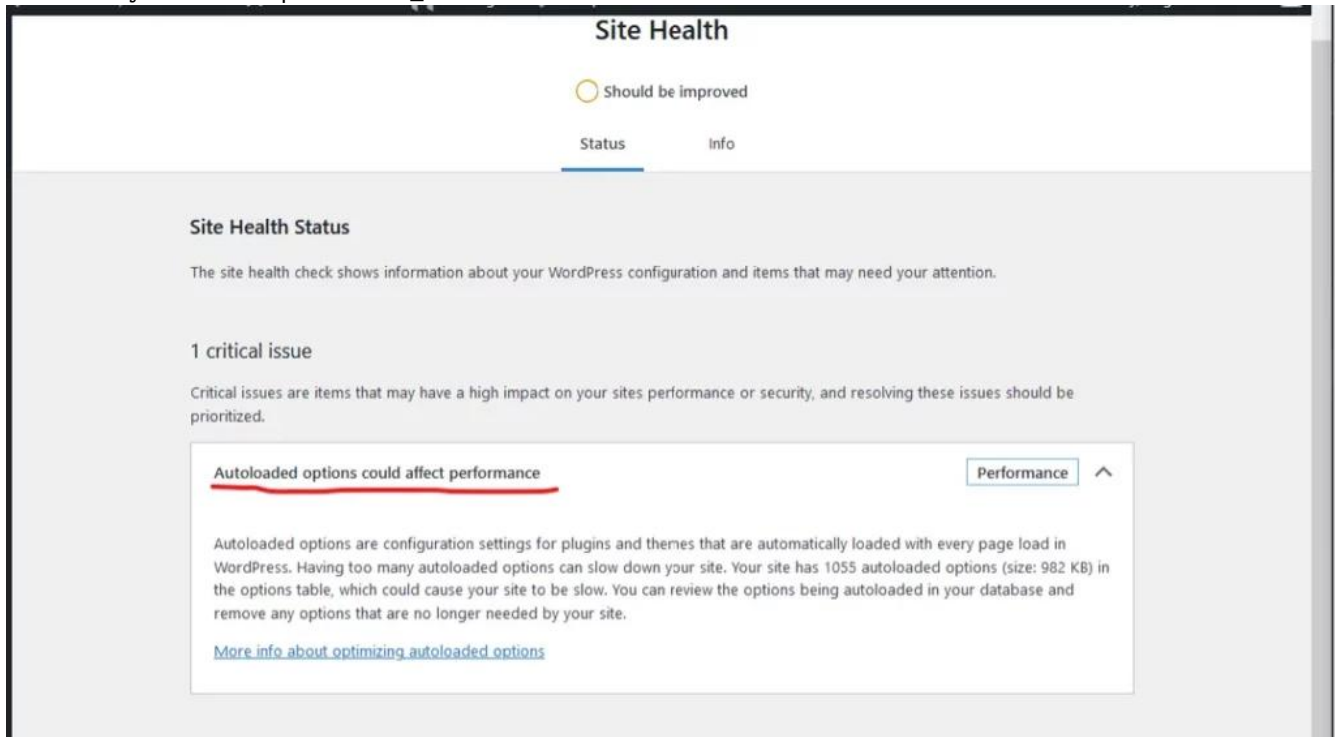 Site Health
Should be improved
Status Info
Site Health Status
The site health check shows information about your WordPress configuration and items that may need your attention.
1 critical issue
Critical issues are items that may have a high impact on your sites performance or security, and resolving these issues should be
prioritized.
Autoloaded options could affect performance Performance
Autoloaded options are configuration settings for plugins and themes that are automatically loaded with every page load in
WordPress. Having too many autoloaded options can slow down your site. Your site has 1055 autoloaded options (size: 982 KB) in
the options table, which could cause your site to be slow. You can review the options being autoloaded in your database and
remove any options that are no longer needed by your site.
More info about optimizing autoloaded options